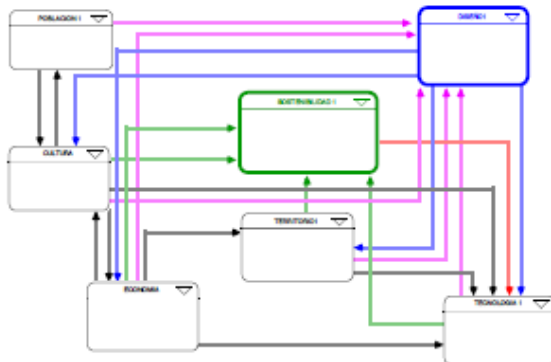 POBLACION I
DISEÑO I
SOSTENIBILIDAD I
CULTURA
TERRITORIO I
ECONOMIA
TECNOLOGIA I